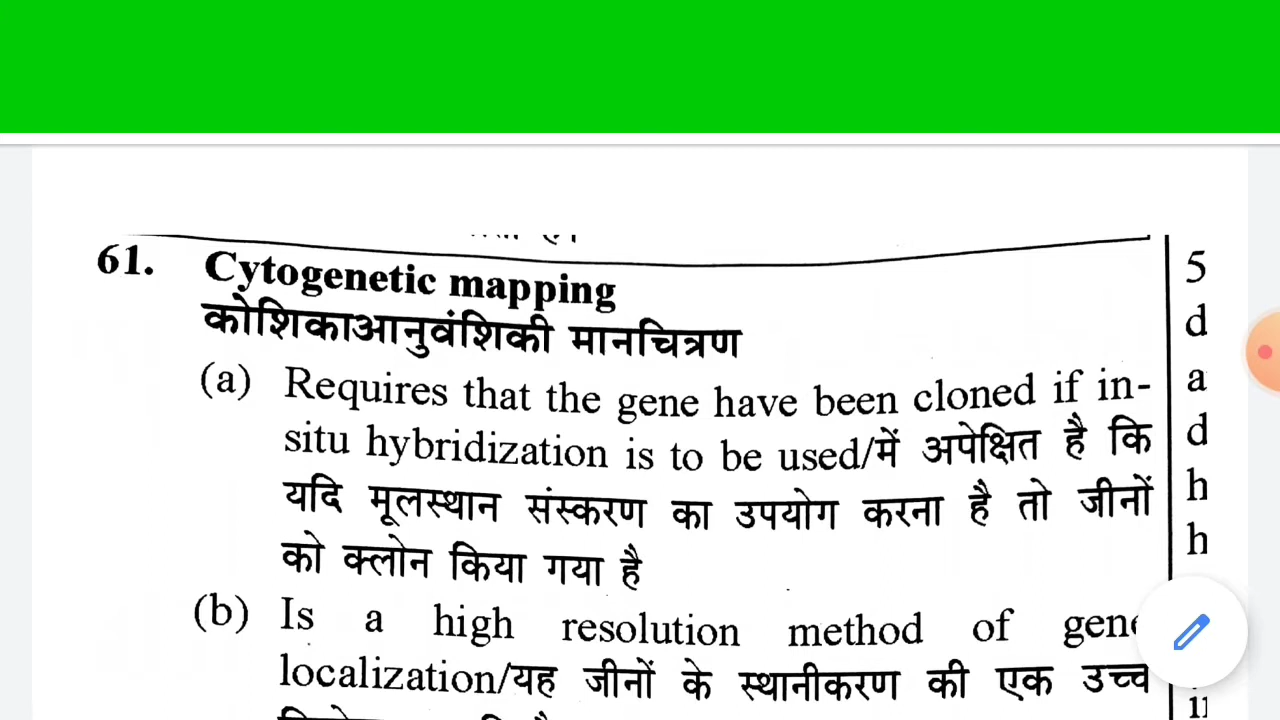 61. Cytogenetic mapping
कोशिकाआनुवंशिकी मानचित्रण
(a) Requires that the gene have been cloned if in-
situ hybridization is to be used/में अपेक्षित है कि
यदि मूलस्थान संस्करण का उपयोग करना है तो जीनों
को क्लोन किया गया है
(b) Is a high resolution method of gene
localization/यह जीनों के स्थानीकरण की एक उच्च
5
d
a
d
h
h